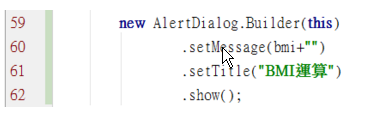 59 new AlertDialog.Builder(this)
60 .setMessage(bmi+"")
61 .setTitle("BMI運算")
62 .show();